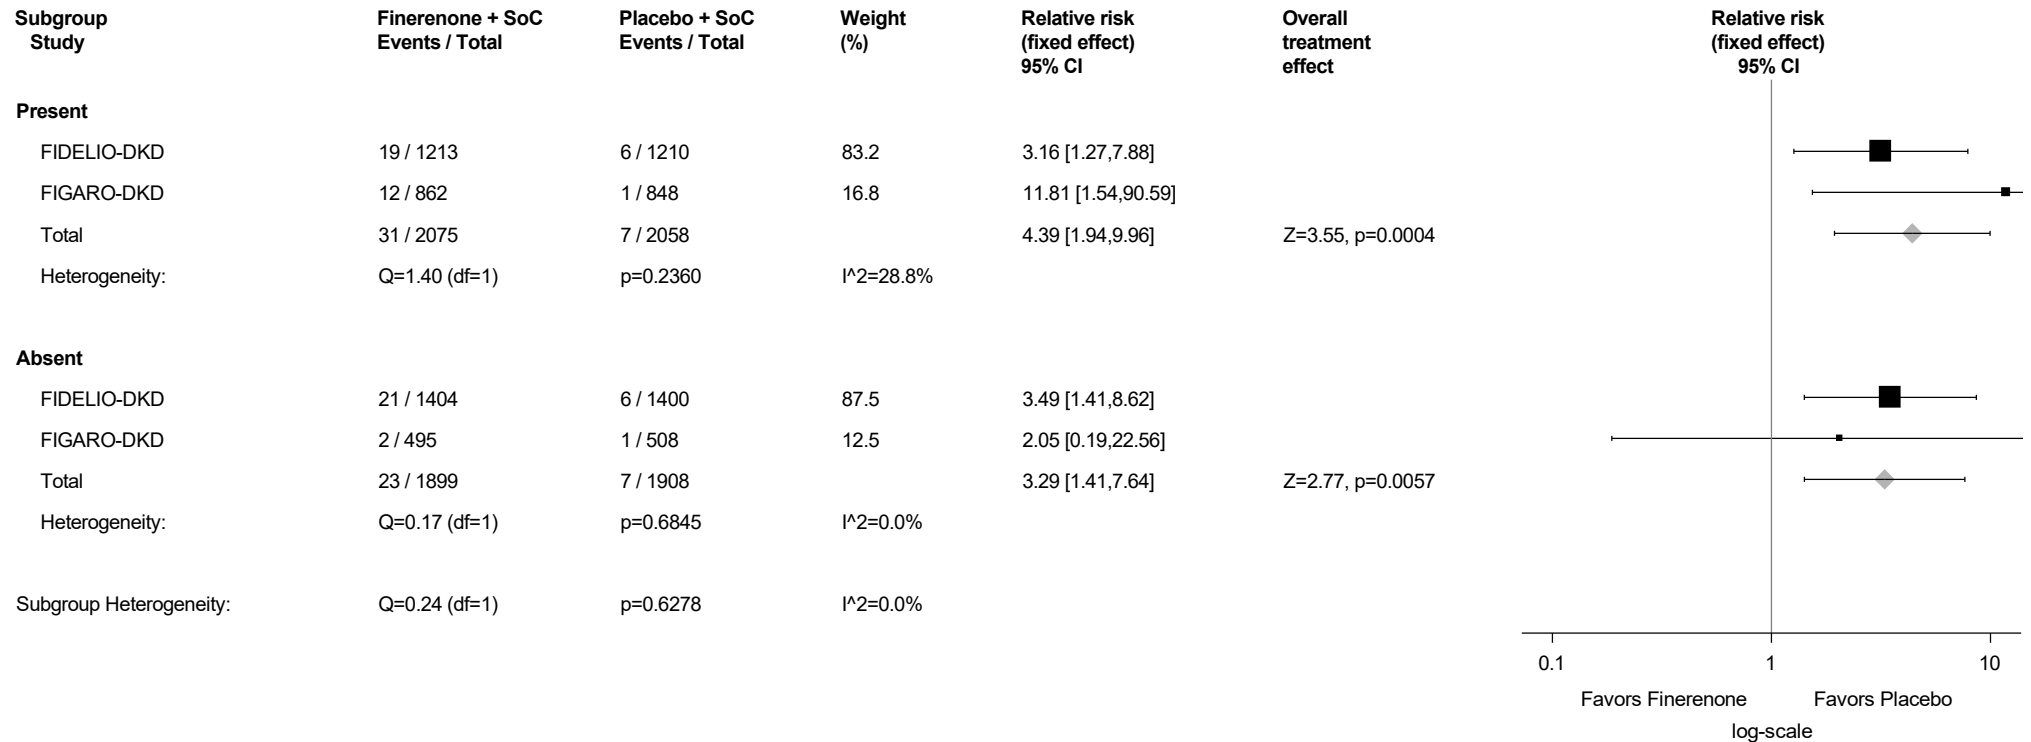 Subgroup Finerenone + SoC Placebo + SoC Weight Relative risk Overall Relative risk
Study Events / Total Events / Total (%) (fixed effect) treatment (fixed effect)
95% CI effect 95% CI
Present
FIDELIO-DKD 19 / 1213 6 / 1210 83.2 3.16 [1.27,7.88]
FIGARO-DKD 12 / 862 1 / 848 16.8 11.81 [1.54,90.59]
Total 31 / 2075 7 / 2058 4.39 [1.94,9.96] Z=3.55, p=0.0004
Heterogeneity: Q=1.40 (df=1) p=0.2360 I^2=28.8%
Absent
FIDELIO-DKD 21 / 1404 6 / 1400 87.5 3.49 [1.41,8.62]
FIGARO-DKD 2 / 495 1 / 508 12.5 2.05 [0.19,22.56]
Total 23 / 1899 7 / 1908 3.29 [1.41,7.64] Z=2.77, p=0.0057
Heterogeneity: Q=0.17 (df=1) p=0.6845 I^2=0.0%
Subgroup Heterogeneity: Q=0.24 (df=1) p=0.6278 I^2=0.0%
0.1 1 10
Favors Finerenone Favors Placebo
log-scale